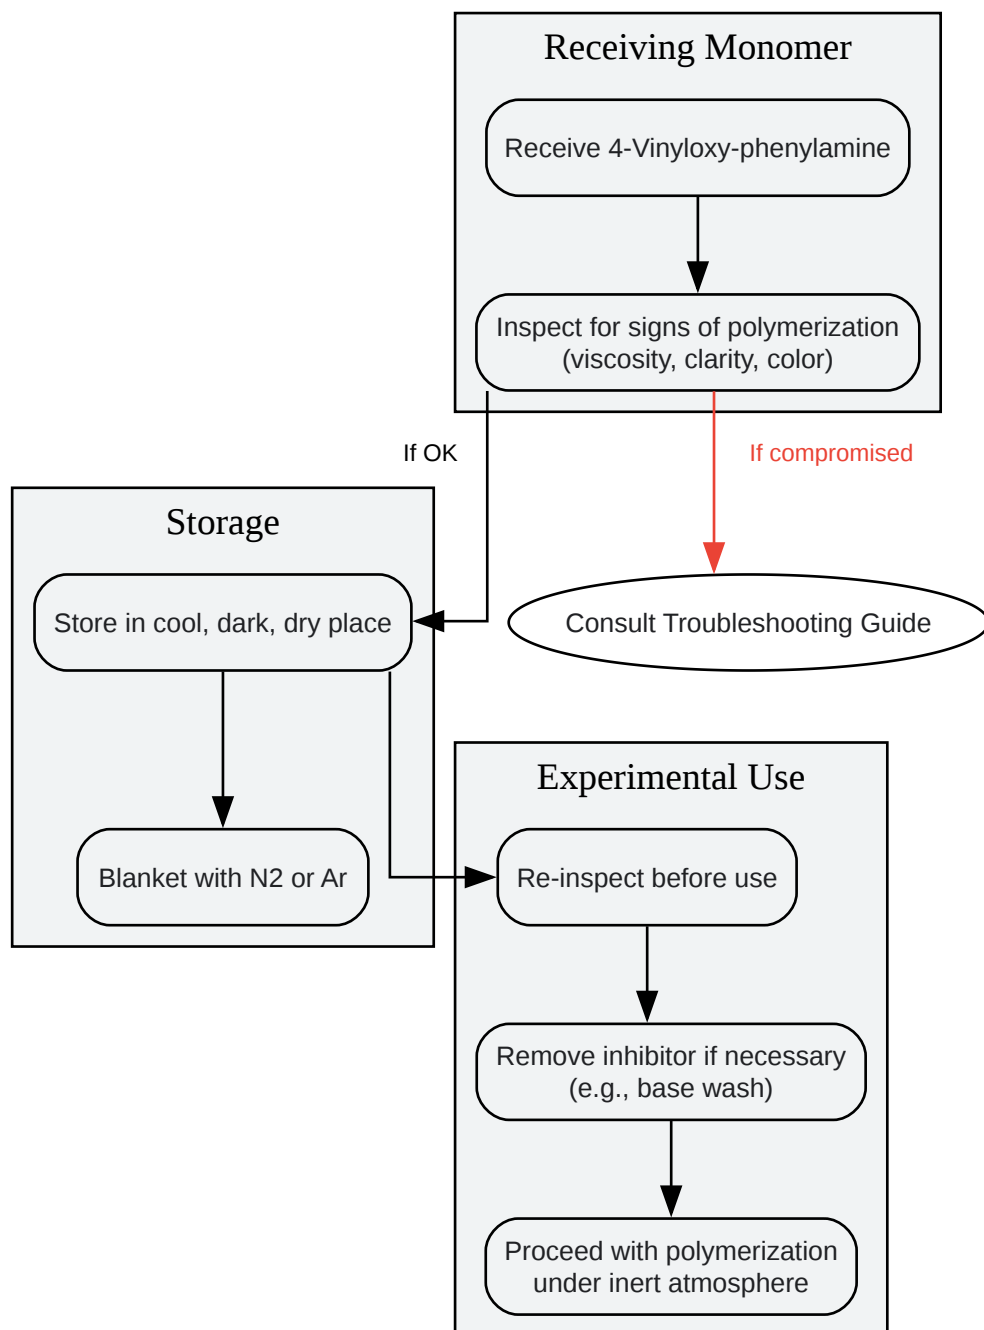 Receiving Monomer
Receive 4-Vinyloxy-phenylamine
Inspect for signs of polymerization
(viscosity, clarity, color)
If OK
If compromised
Storage
Store in cool, dark, dry place
Consult Troubleshooting Guide
Blanket with N2 or Ar
Experimental Use
Re-inspect before use
Remove inhibitor if necessary
(e.g., base wash)
Proceed with polymerization
under inert atmosphere